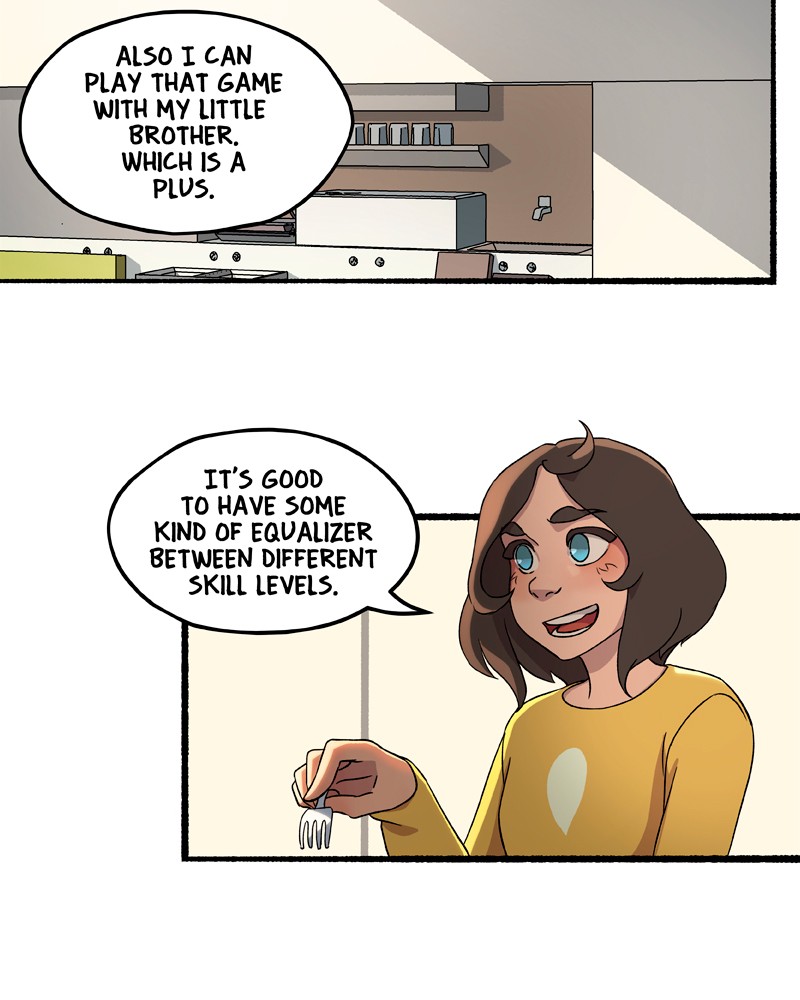 ALSO I CAN
PLAY THAT GAME
WITH MY LITTLE
BROTHER.
WHICH IS A
PLUS.
IT'S GOOD
TO HAVE SOME
KIND OF EQUALIZER
BETWEEN DIFFERENT
SKILL LEVELS.